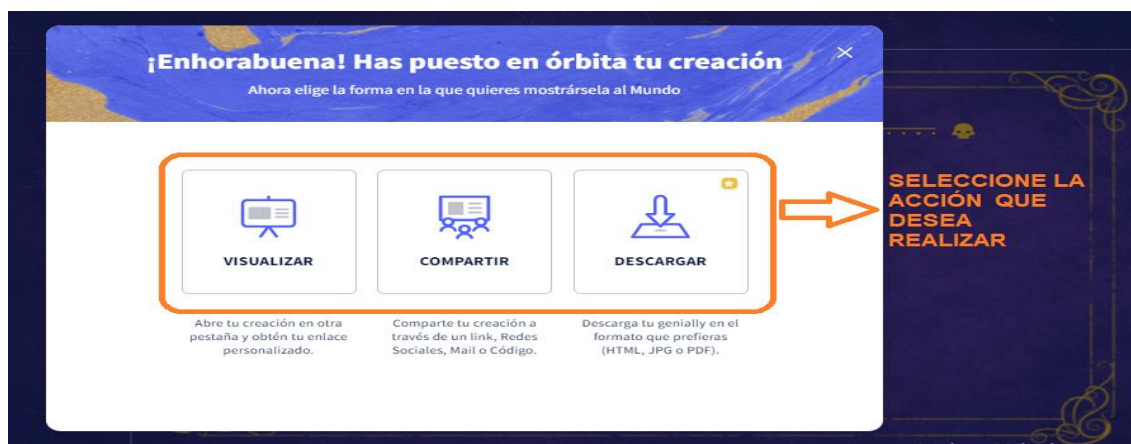 ¡Enhorabuena! Has puesto en órbita tu creación
Ahora elige la forma en la que quieres mostrársela al Mundo
SELECCIONE LA
ACCIÓN QUE
DESEA
REALIZAR
VISUALIZAR
COMPARTIR
DESCARGAR
Abre tu creación en otra
pestaña y obtén tu enlace
personalizado.
Comparte tu creación a
través de un link, Redes
Sociales, Mail o Código.
Descarga tu genially en el
formato que prefieras
(HTML, JPG o PDF).